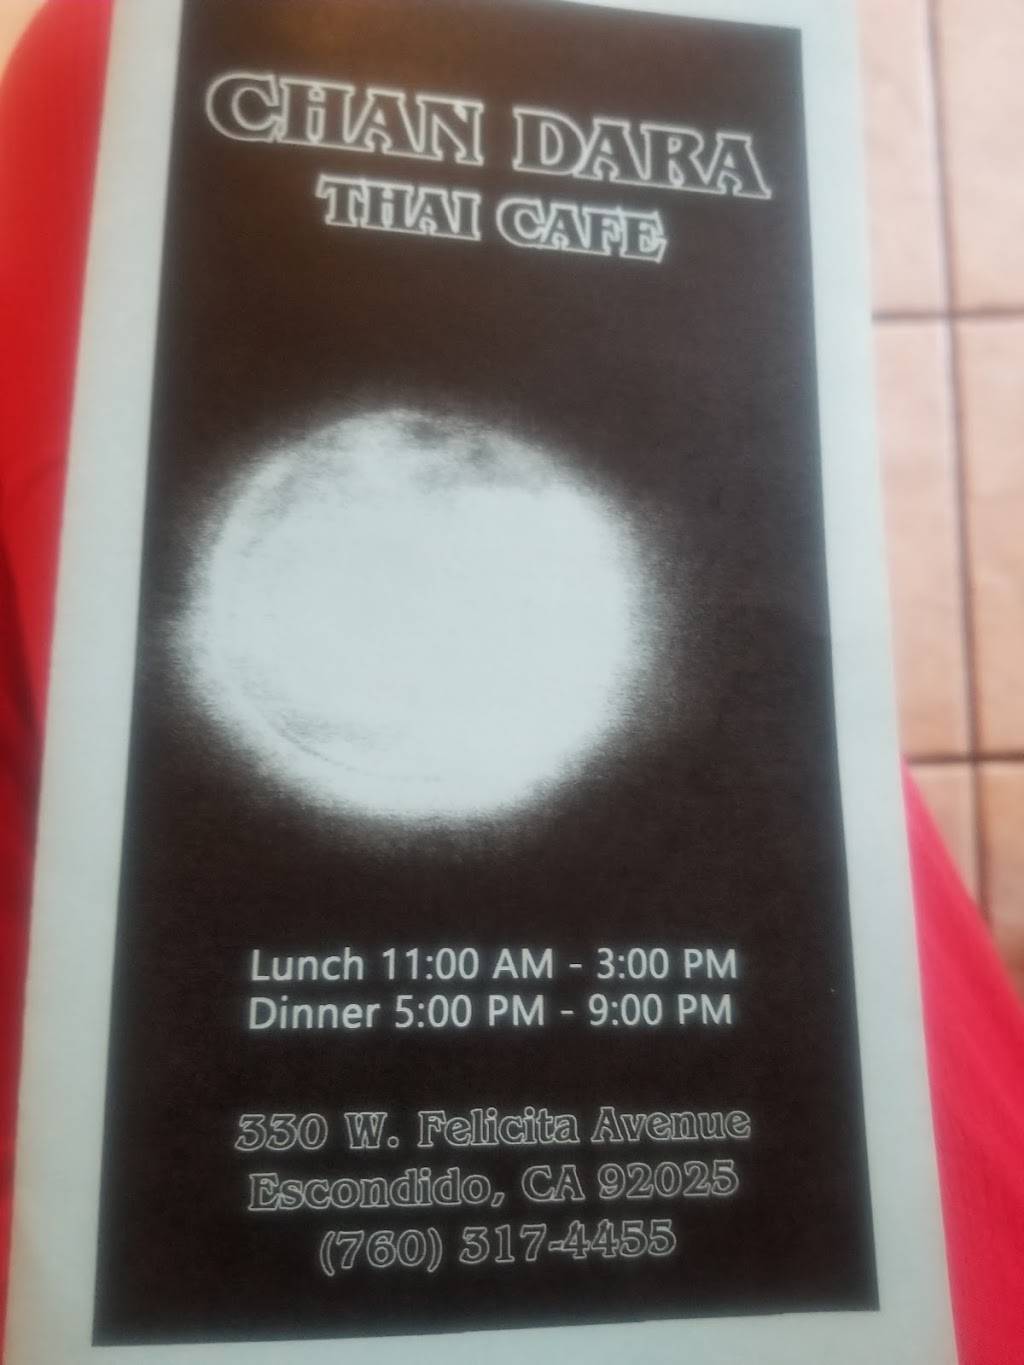 CHAN DARA
THAI CAFE
Lunch 11:00 AM - 3:00 PM
Dinner 5:00 PM - 9:00 PM
330 W. Felicita Avenue
Escondido, CA 92025
(760) 317-4455